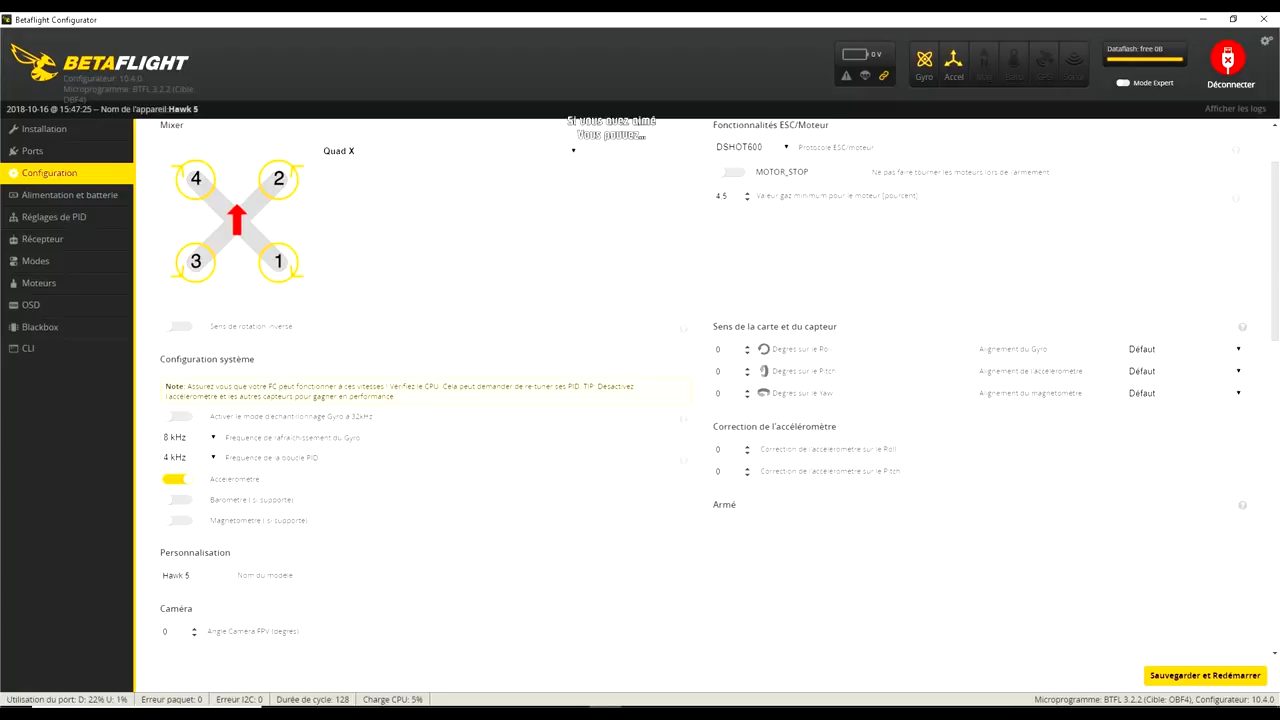 Betaflight Configurator
BETAFLIGHT
Configurateur: 10.4.0.
Microprogramme: BTFL 3.2.2 (Cible:
OBF4)
0 V
Gyro
Accel
Mag
Baro
GPS
Sonar
Dataflash: free 0B
Mode Expert
Déconnecter
2018-10-16 @ 15:47:25 -- Nom de l'appareil:Hawk 5
Afficher les logs
Si vous avez aimé
Vous pouvez...
Installation
Ports
Configuration
Alimentation et batterie
Réglages de PID
Récepteur
Modes
Moteurs
OSD
Blackbox
CLI
Mixer
Quad X
4
2
3
1
Sens de rotation inverse
Configuration système
Note: Assurez vous que votre FC peut fonctionner à ces vitesses ! Vérifiez le CPU. Cela peut demander de re-tuner ses PID. TIP: Désactivez
l'accéléromètre et les autres capteurs pour gagner en performance.
Activer le mode d'échantillonnage Gyro à 32kHz
8 kHz Fréquence de rafraîchissement du Gyro
4 kHz Fréquence de la boucle PID
Accéléromètre
Baromètre (si supporté)
Magnétomètre (si supporté)
Personnalisation
Hawk 5 Nom du modèle
Caméra
0 Angle Caméra FPV (degrés)
Fonctionnalités ESC/Moteur
DSHOT600 Protocole ESC/moteur
MOTOR_STOP Ne pas faire tourner les moteurs lors de l'armement
4.5 Valeur gaz minimum pour le moteur [pourcent]
Sens de la carte et du capteur
0 Degrés sur le Roll Alignement du Gyro Défaut
0 Degrés sur le Pitch Alignement de l'accéléromètre Défaut
0 Degrés sur le Yaw Alignement du magnétomètre Défaut
Correction de l'accéléromètre
0 Correction de l'accéléromètre sur le Roll
0 Correction de l'accéléromètre sur le Pitch
Armé
Sauvegarder et Redémarrer
Utilisation du port: D: 22% U: 1% Erreur paquet: 0 Erreur I2C: 0 Durée de cycle: 128 Charge CPU: 5%
Microprogramme: BTFL 3.2.2 (Cible: OBF4), Configurateur: 10.4.0